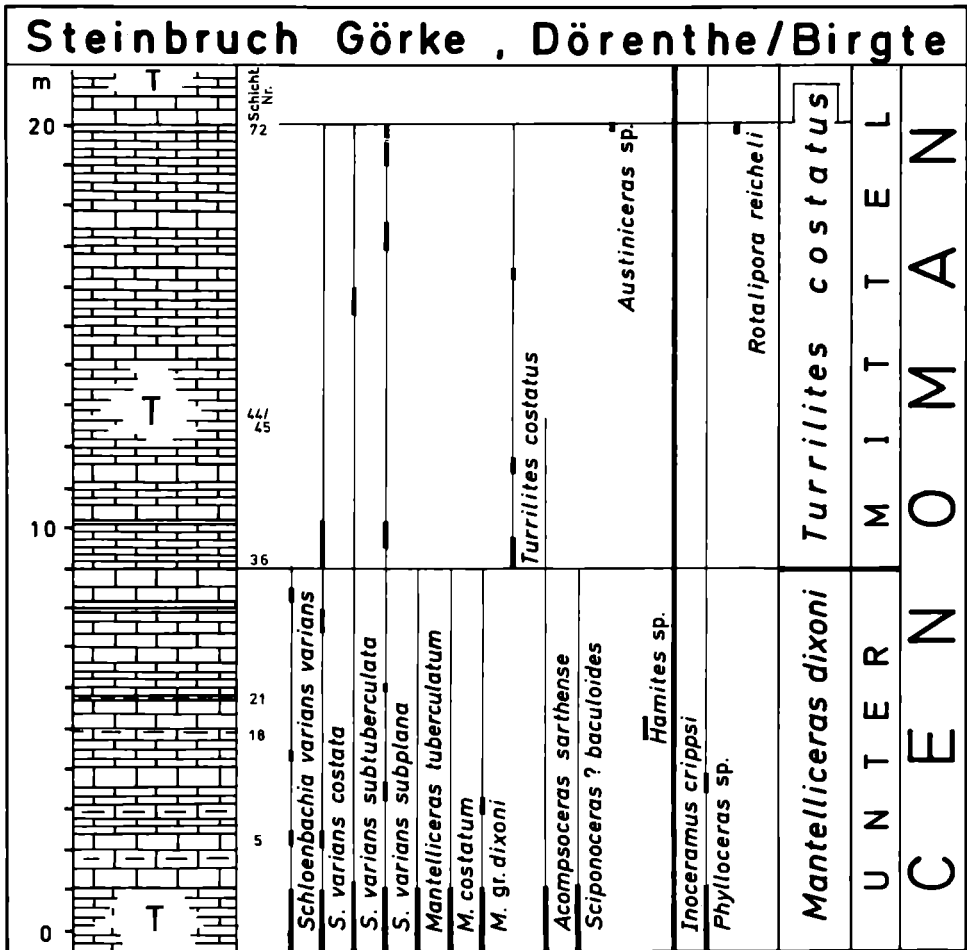 Steinbruch Görke , Dörenthe/Birgte
m
20
10
0
T
T
T
Schicht Nr.
72
44/
45
36
21
18
5
Schloenbachia varians varians
S. varians costata
S. varians subtuberculata
S. varians subplana
Mantelliceras tuberculatum
M. costatum
M. gr. dixoni
Turrilites costatus
Acompsoceras sarthense
Sciponoceras ? baculoides
Austiniceras sp.
Hamites sp.
Inoceramus crippsi
Phylloceras sp.
Rotalipora reicheli
Turrilites costatus
Mantelliceras dixoni
MITTEL
UNTER
CENOMAN